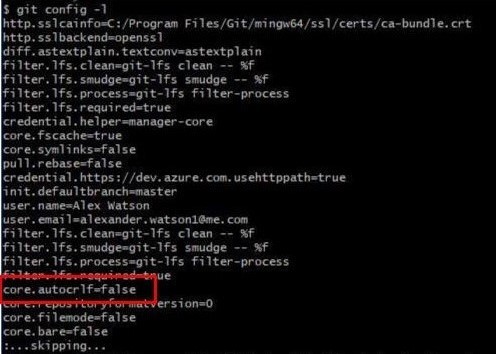 $ git config -l
http.sslcainfo=C:/Program Files/Git/mingw64/ssl/certs/ca-bundle.crt
http.sslbackend=openssl
diff.astextplain.textconv=astextplain
filter.lfs.clean=git-lfs clean -- %f
filter.lfs.smudge=git-lfs smudge -- %f
filter.lfs.process=git-lfs filter-process
filter.lfs.required=true
credential.helper=manager-core
core.fscache=true
core.symlinks=false
pull.rebase=false
credential.https://dev.azure.com.usehttppath=true
init.defaultbranch=master
user.name=Alex Watson
user.email=alexander.watson1@me.com
filter.lfs.clean=git-lfs clean -- %f
filter.lfs.smudge=git-lfs smudge -- %f
filter.lfs.process=git-lfs filter-process
filter.lfs.required=true
core.autocrlf=false
core.repositoryformatversion=0
core.filemode=false
core.bare=false
:...skipping...